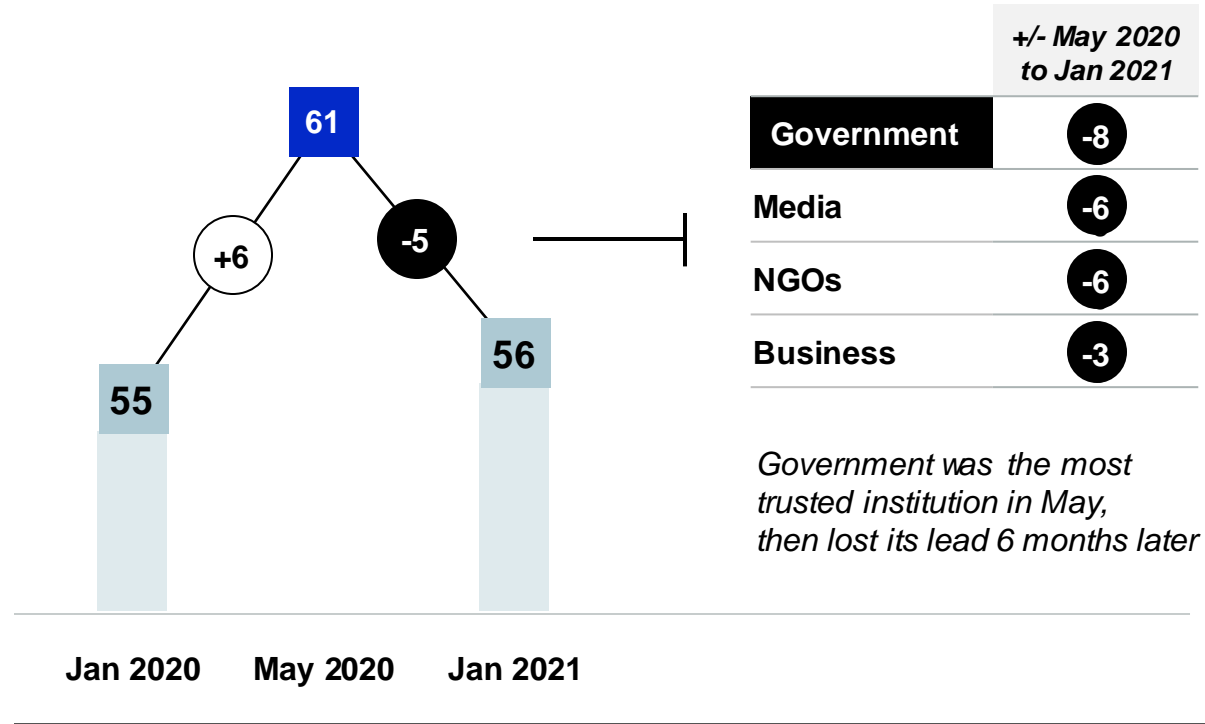 +/- May 2020
to Jan 2021
61
+6
-5
55
56
Jan 2020 May 2020 Jan 2021
Government -8
Media -6
NGOs -6
Business -3
Government was the most
trusted institution in May,
then lost its lead 6 months later